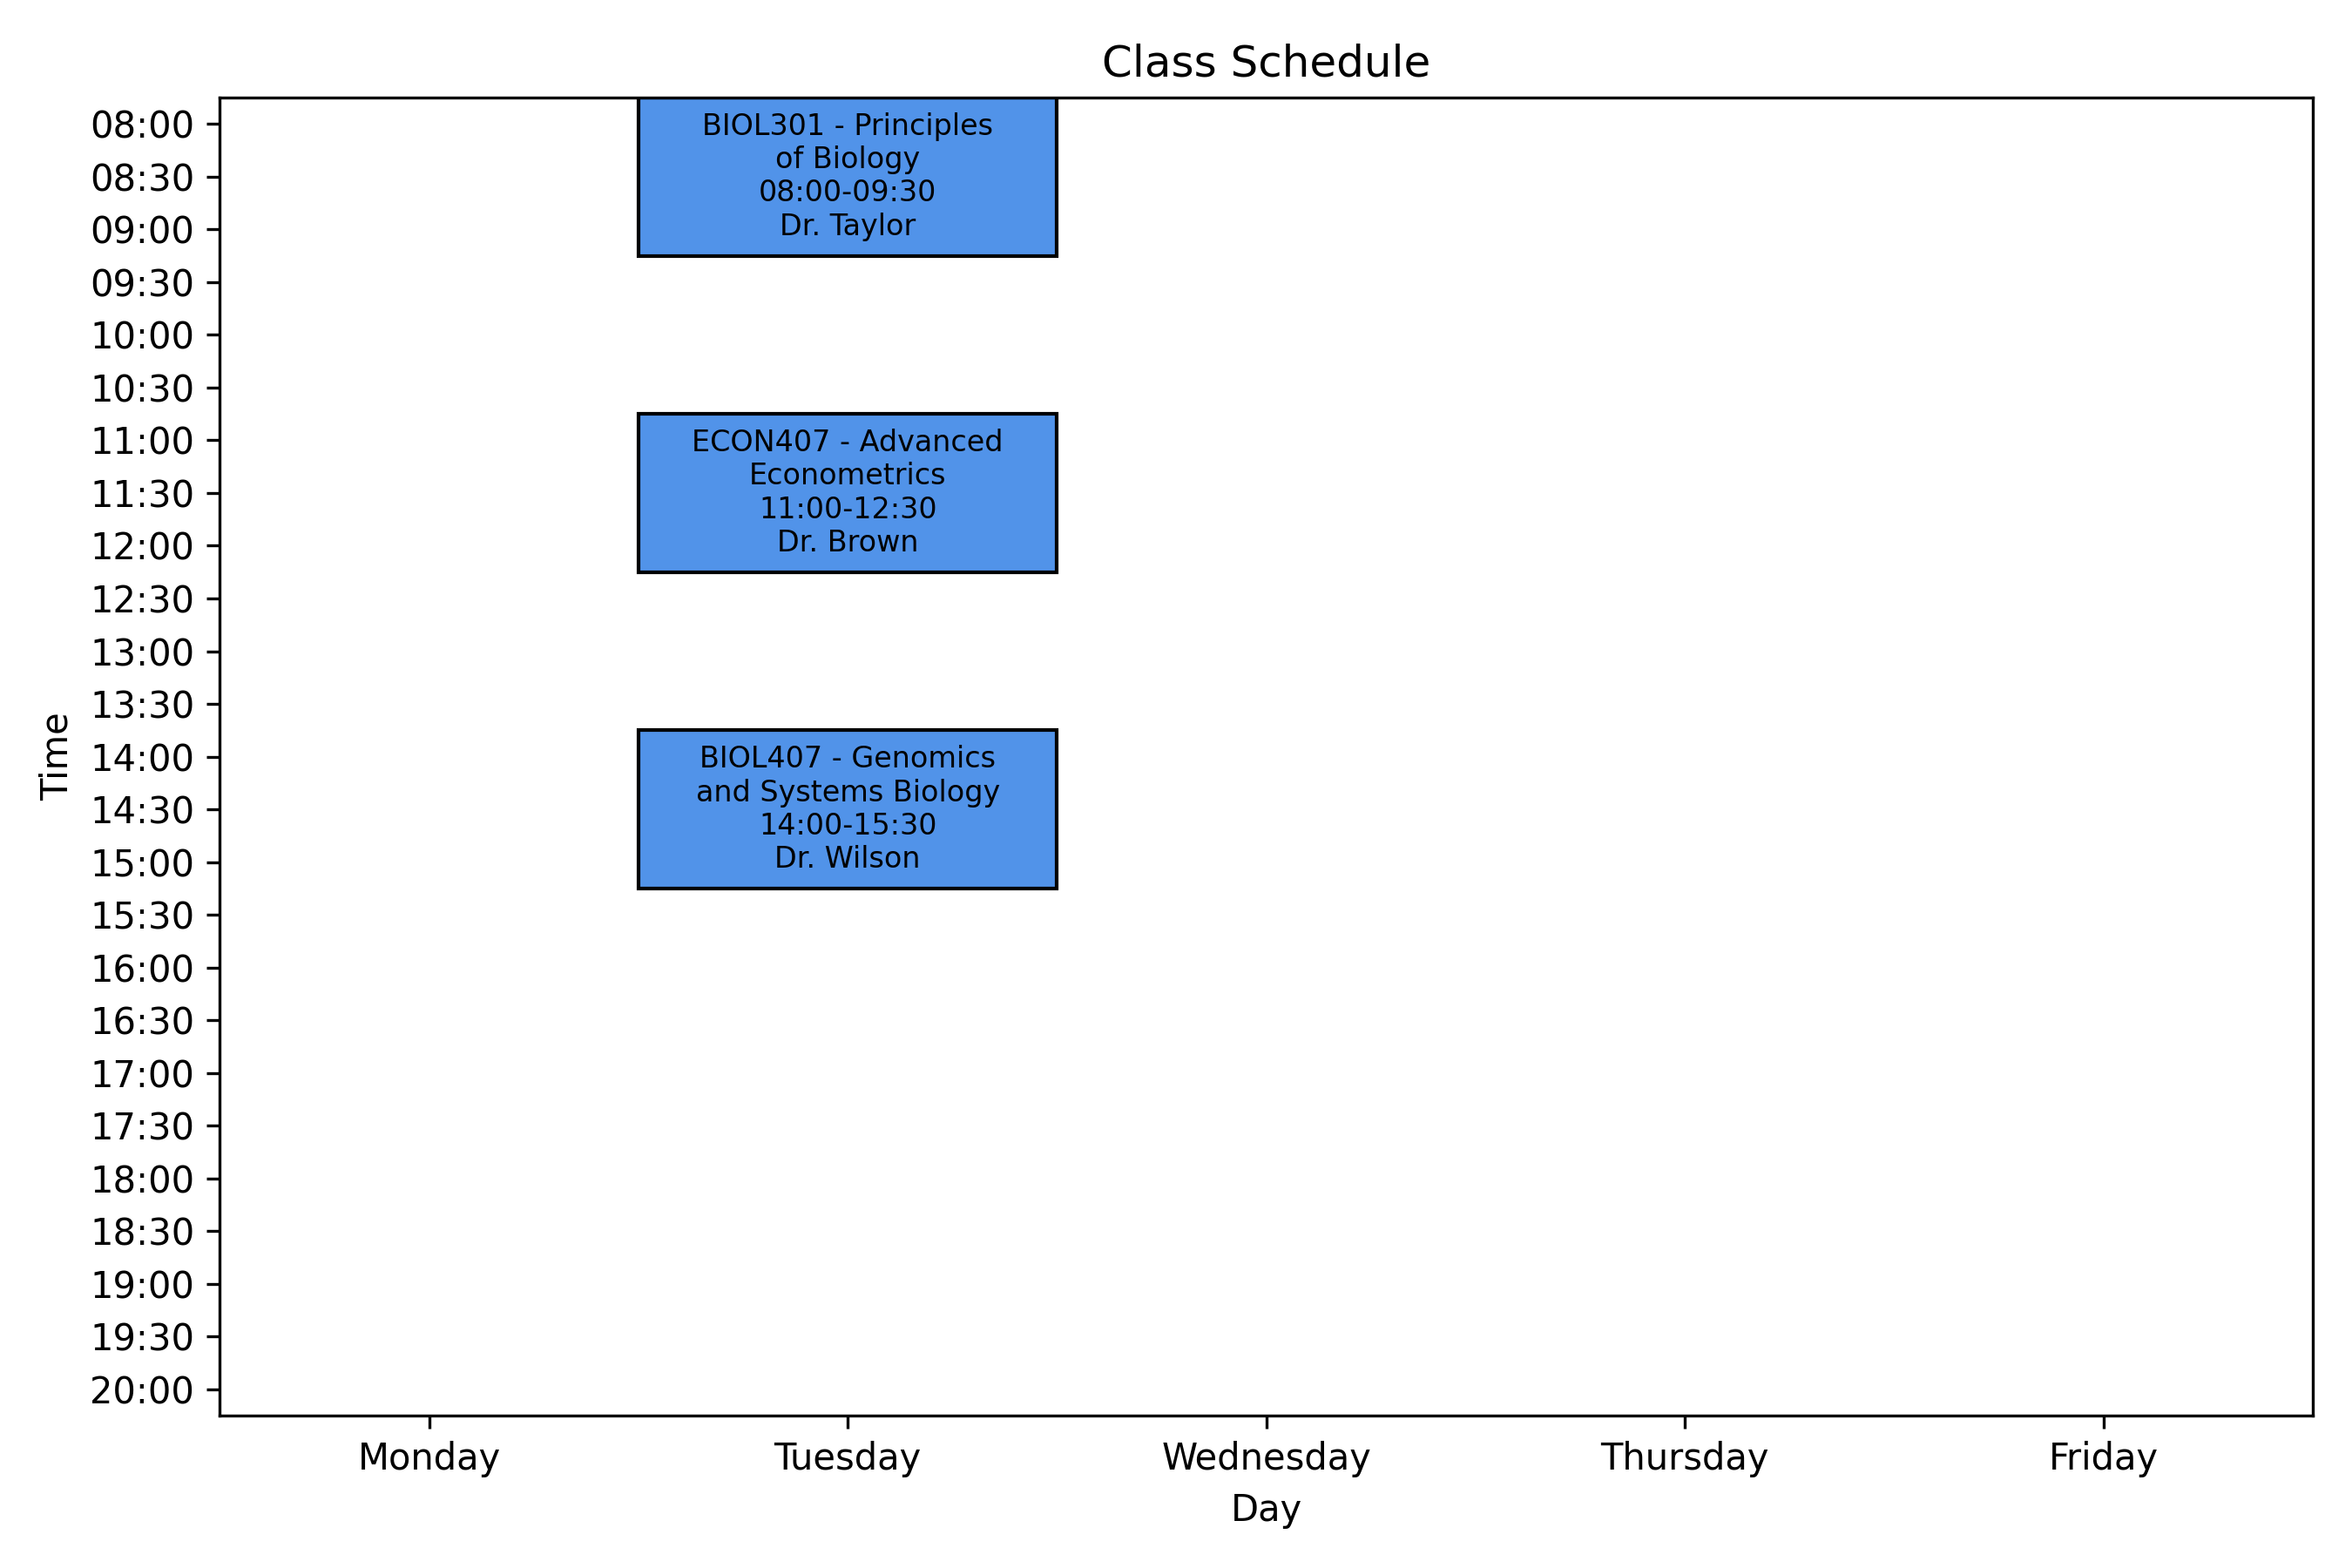 Class Schedule
08:00
08:30
09:00
09:30
10:00
10:30
11:00
11:30
12:00
12:30
13:00
13:30
14:00
14:30
15:00
15:30
16:00
16:30
17:00
17:30
18:00
18:30
19:00
19:30
20:00
Time
BIOL301 - Principles
of Biology
08:00-09:30
Dr. Taylor
ECON407 - Advanced
Econometrics
11:00-12:30
Dr. Brown
BIOL407 - Genomics
and Systems Biology
14:00-15:30
Dr. Wilson
Monday
Tuesday
Wednesday
Thursday
Friday
Day